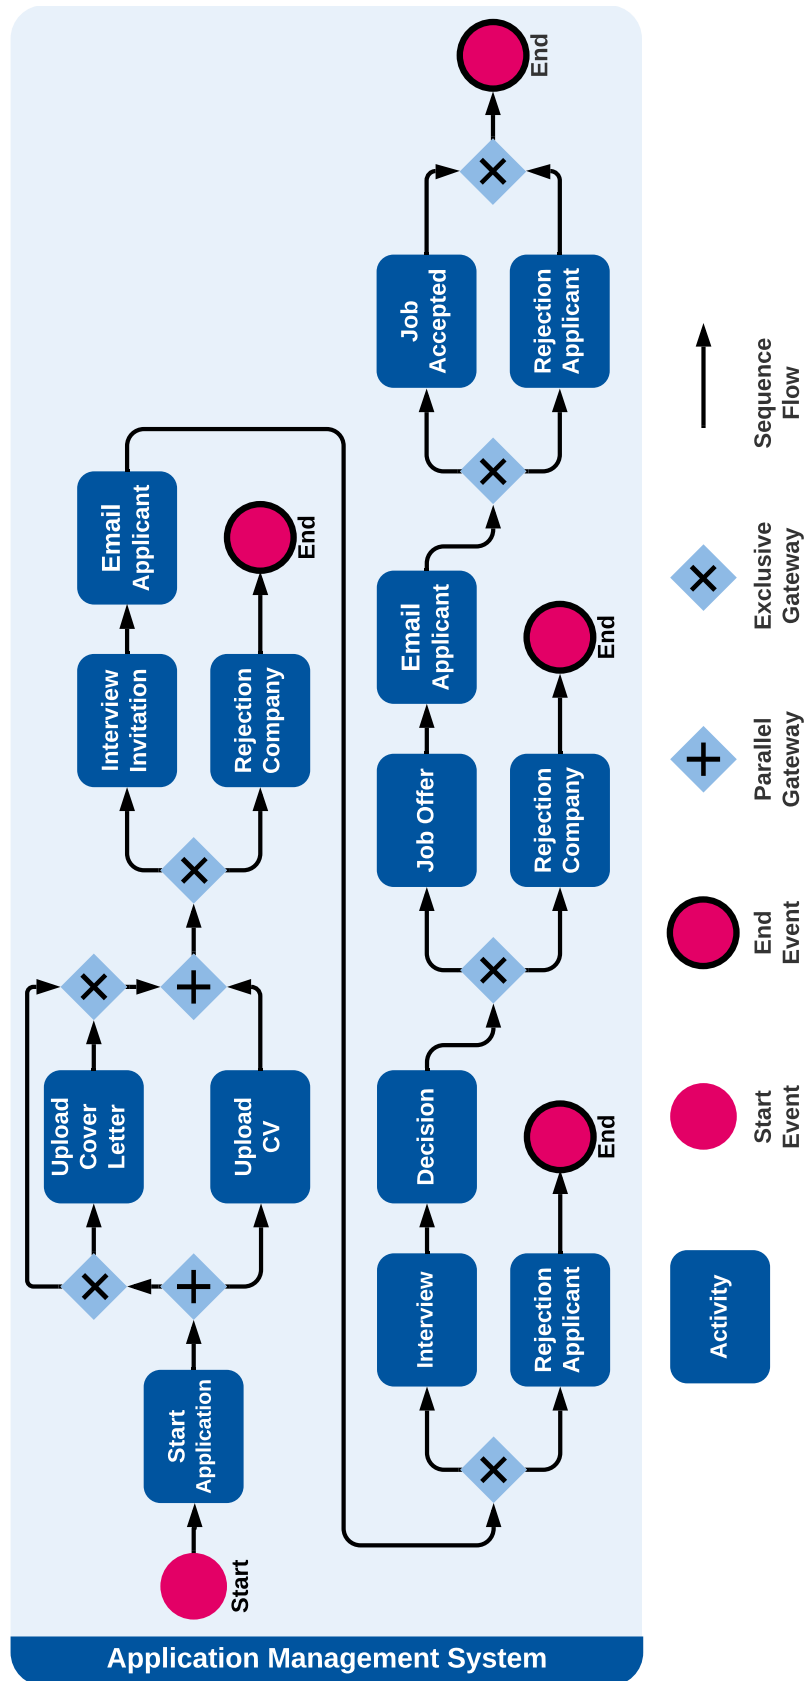 Application Management System
Start
Start
Application
Upload
Cover
Letter
Upload
CV
Interview
Invitation
Rejection
Company
Email
Applicant
End
Interview
Rejection
Applicant
Decision
End
Job Offer
Rejection
Company
Email
Applicant
End
Job
Accepted
Rejection
Applicant
End
Activity
Start
Event
End
Event
Parallel
Gateway
Exclusive
Gateway
Sequence
Flow